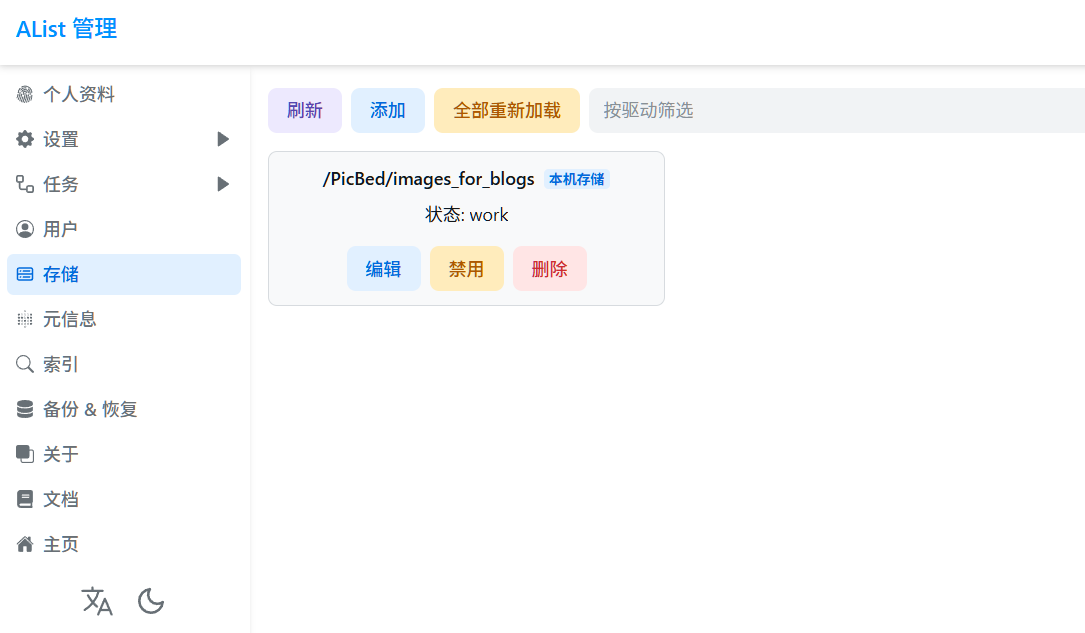 AList 管理
个人资料
设置
任务
用户
存储
元信息
索引
备份 & 恢复
关于
文档
主页
刷新 添加 全部重新加载 按驱动筛选
/PicBed/images_for_blogs 本机存储
状态: work
编辑 禁用 删除